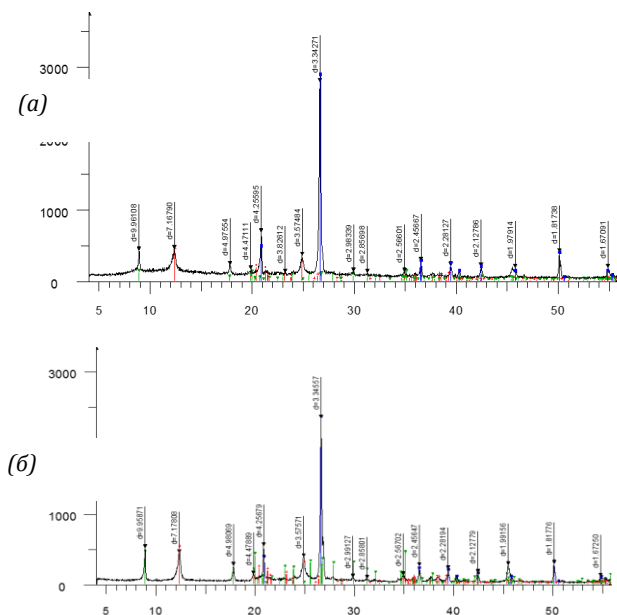 3000
(а)
2000
1000
0
d=9.96108
d=7.16790
d=4.97554
d=4.47111
d=4.25595
d=3.82612
d=3.57484
d=3.34271
d=2.98339
d=2.85698
d=2.56601
d=2.45667
d=2.28127
d=2.12786
d=1.97914
d=1.81738
d=1.67091
5 10 20 30 40 50
3000
(б)
1000
0
d=9.95871
d=7.17808
d=4.98069
d=4.47889
d=4.25679
d=3.57571
d=3.34557
d=2.99127
d=2.85801
d=2.56702
d=2.45647
d=2.28194
d=2.12779
d=1.99156
d=1.81776
d=1.67250
5 10 20 30 40 50